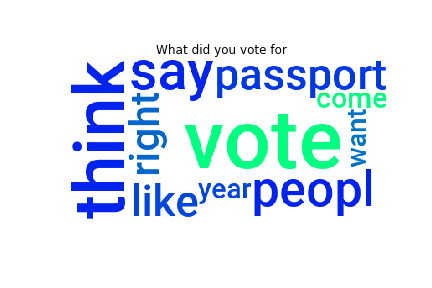 What did you vote for
think
say
passport
come
right
vote
want
like
year
peopl